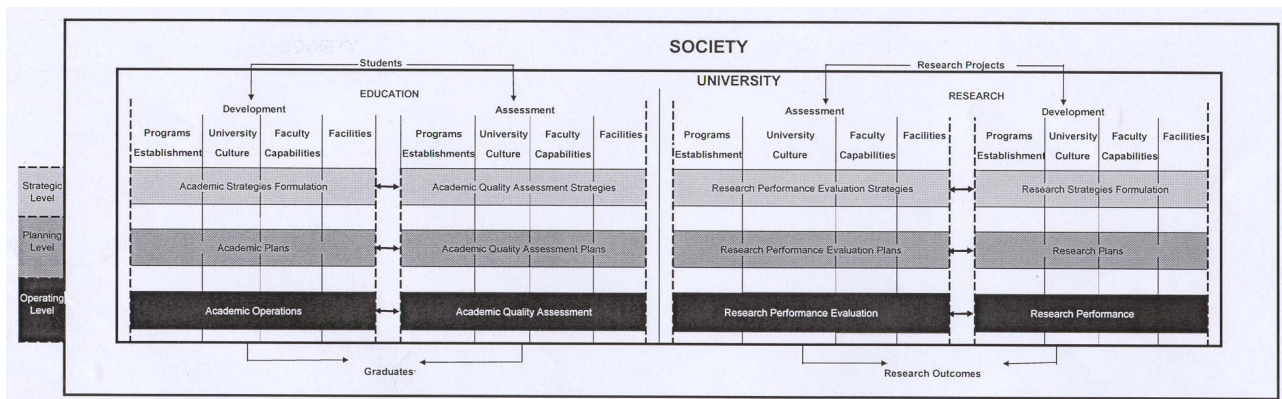 SOCIETY
Students
Research Projects
UNIVERSITY
EDUCATION
RESEARCH
Development
Assessment
Assessment
Development
Programs
Establishment
University
Culture
Faculty
Capabilities
Facilities
Programs
Establishments
University
Culture
Faculty
Capabilities
Facilities
Programs
Establishment
University
Culture
Faculty
Capabilities
Facilities
Programs
Establishment
University
Culture
Faculty
Capabilities
Facilities
Strategic
Level
Academic Strategies Formulation
Academic Quality Assessment Strategies
Research Performance Evaluation Strategies
Research Strategies Formulation
Planning
Level
Academic Plans
Academic Quality Assessment Plans
Research Performance Evaluation Plans
Research Plans
Operating
Level
Academic Operations
Academic Quality Assessment
Research Performance Evaluation
Research Performance
Graduates
Research Outcomes